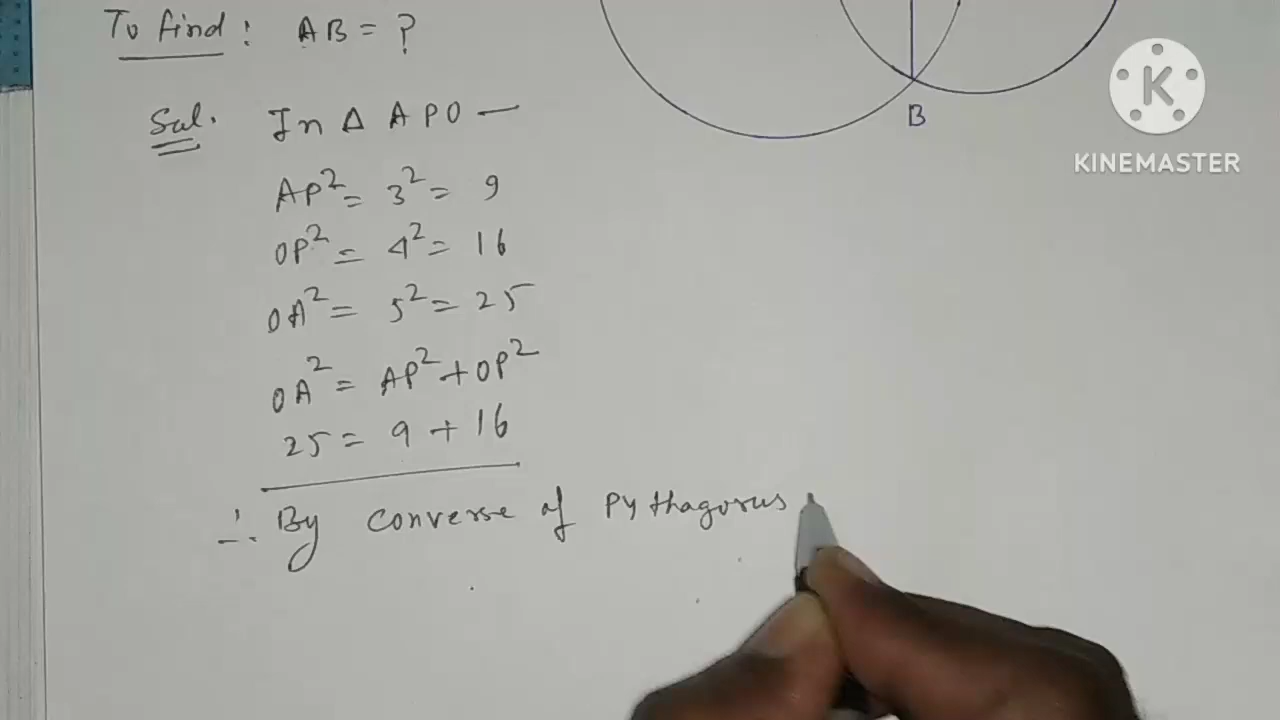 To find : AB = ?
Sol. In Δ APO —
AP² = 3² = 9
OP² = 4² = 16
OA² = 5² = 25
OA² = AP² + OP²
25 = 9 + 16
∴ By converse of Pythagorus
B
K
KINEMASTER